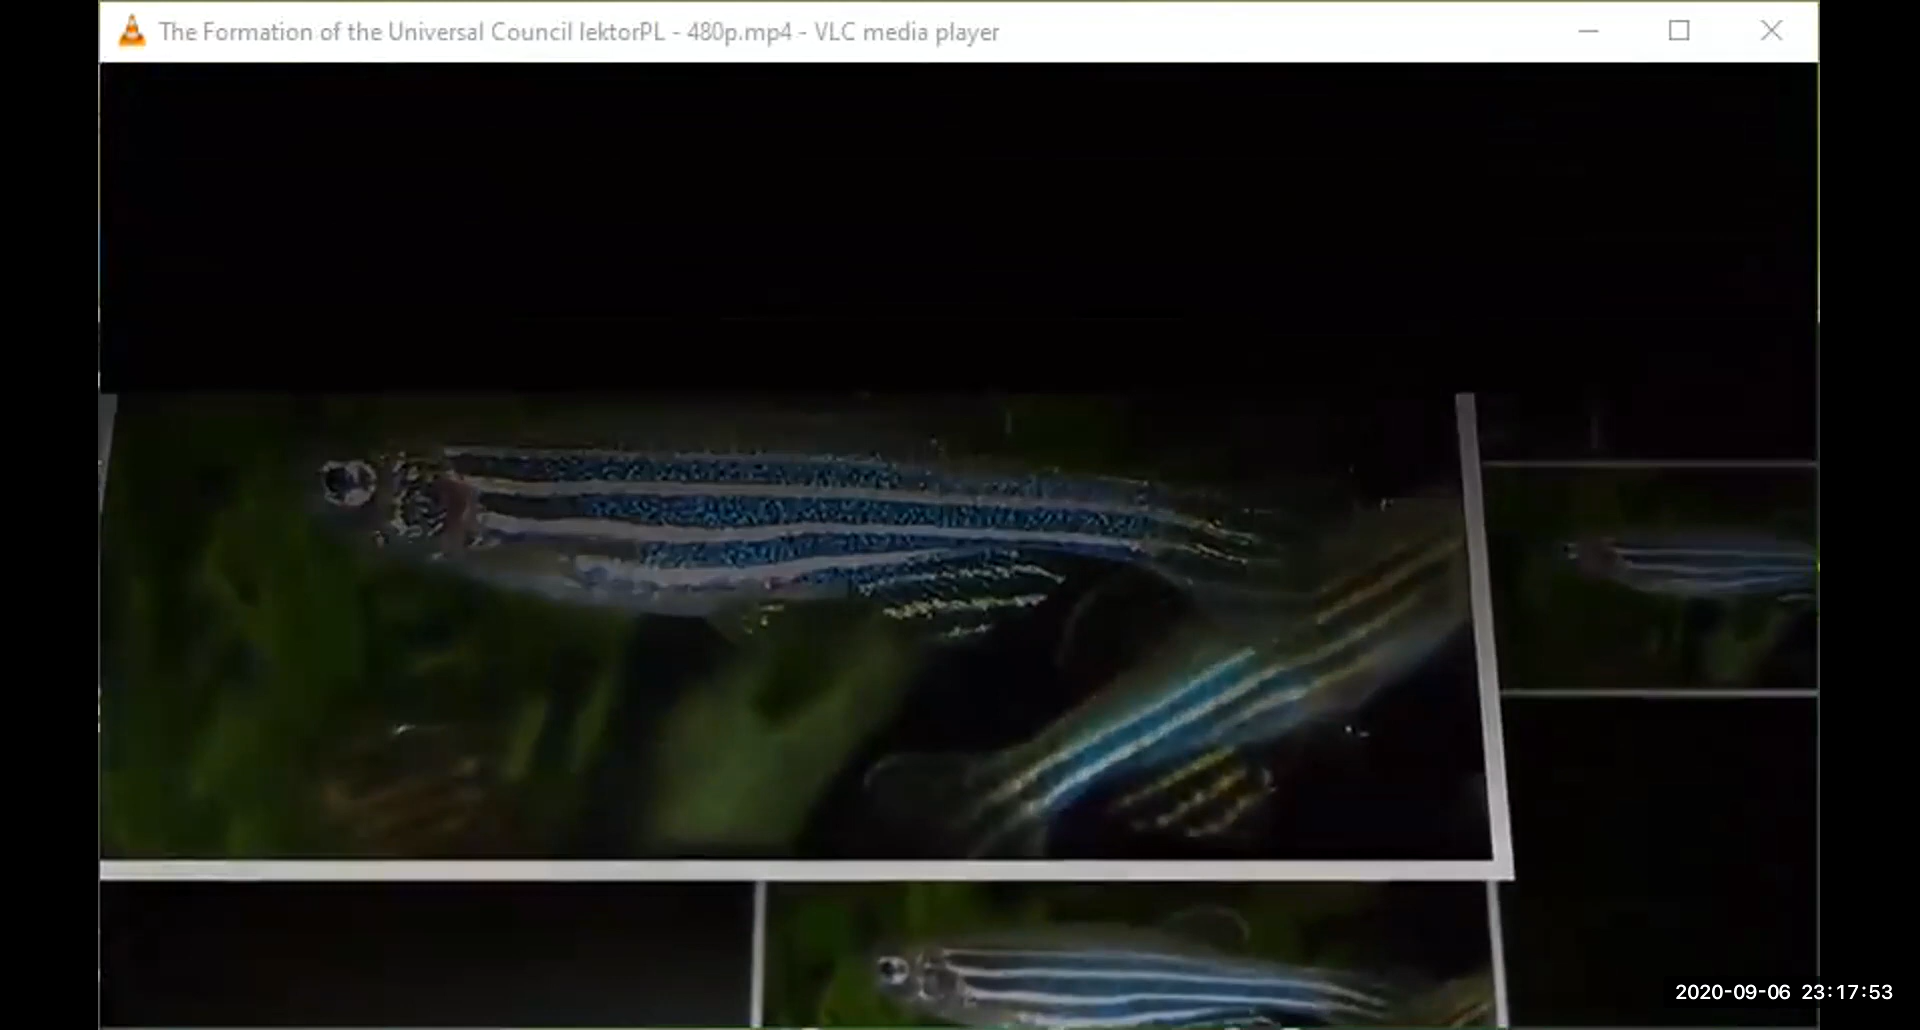 The Formation of the Universal Council lektorPL - 480p.mp4 - VLC media player
2020-09-06 23:17:53